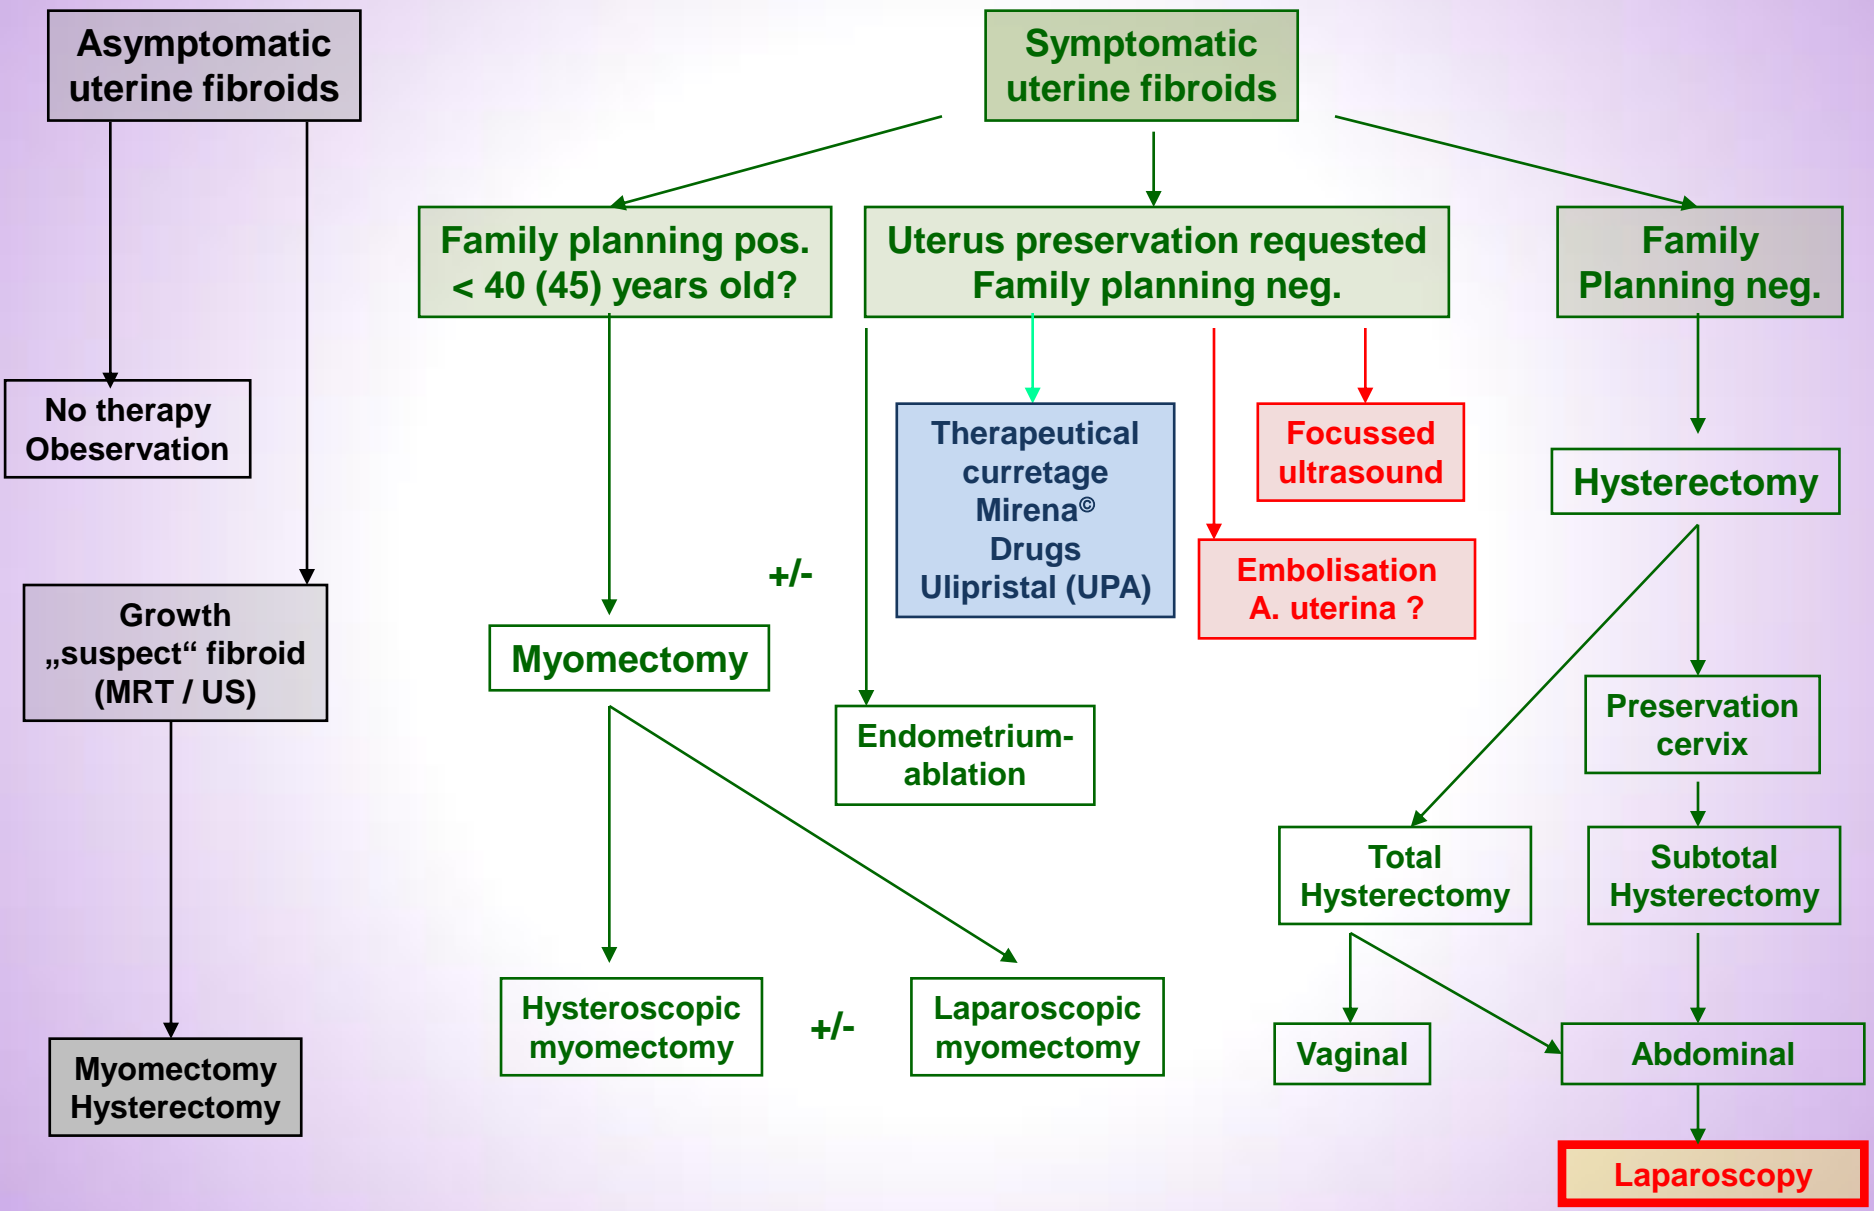 Asymptomatic
uterine fibroids
Symptomatic
uterine fibroids
Family planning pos.
< 40 (45) years old?
Uterus preservation requested
Family planning neg.
Family
Planning neg.
No therapy
Obeservation
Therapeutical
curretage
Mirena©
Drugs
Ulipristal (UPA)
Focussed
ultrasound
Hysterectomy
Embolisation
A. uterina ?
+/-
Growth
„suspect“ fibroid
(MRT / US)
Myomectomy
Endometrium-
ablation
Preservation
cervix
Total
Hysterectomy
Subtotal
Hysterectomy
Hysteroscopic
myomectomy
+/-
Laparoscopic
myomectomy
Vaginal
Abdominal
Myomectomy
Hysterectomy
Laparoscopy